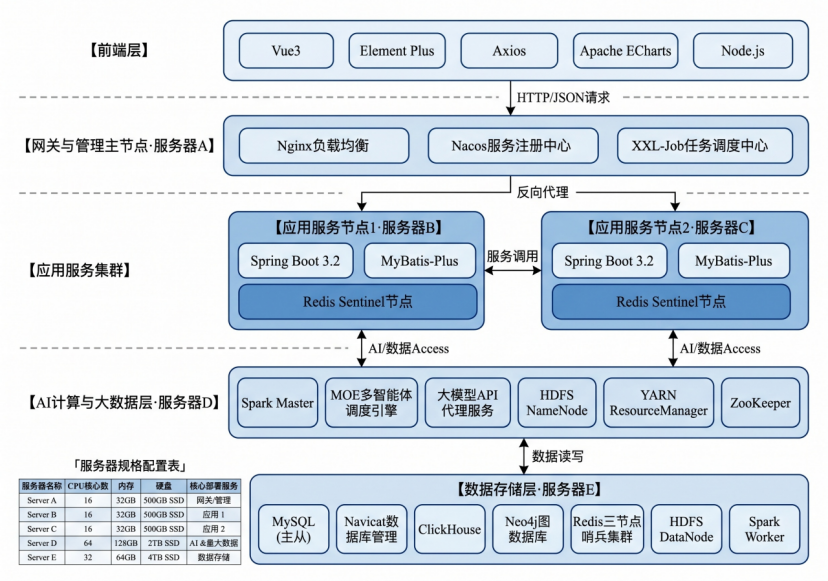 【前端层】
Vue3
Element Plus
Axios
Apache ECharts
Node.js
HTTP/JSON请求
【网关与管理主节点·服务器A】
Nginx负载均衡
Nacos服务注册中心
XXL-Job任务调度中心
反向代理
【应用服务集群】
【应用服务节点1·服务器B】
Spring Boot 3.2
MyBatis-Plus
Redis Sentinel节点
服务调用
【应用服务节点2·服务器C】
Spring Boot 3.2
MyBatis-Plus
Redis Sentinel节点
AI/数据Access
AI/数据Access
【AI计算与大数据层·服务器D】
Spark Master
MOE多智能体
调度引擎
大模型API
代理服务
HDFS
NameNode
YARN
ResourceManager
ZooKeeper
数据读写
「服务器规格配置表」
服务器名称 CPU核心数 内存 硬盘 核心部署服务
Server A 16 32GB 500GB SSD 网关/管理
Server B 16 32GB 500GB SSD 应用 1
Server C 16 32GB 500GB SSD 应用 2
Server D 64 128GB 2TB SSD AI &重大数据
Server E 32 64GB 4TB SSD 数据存储
【数据存储层·服务器E】
MySQL
(主从)
Navicat数
据库管理
ClickHouse
Neo4j图
数据库
Redis三节点
哨兵集群
HDFS
DataNode
Spark
Worker